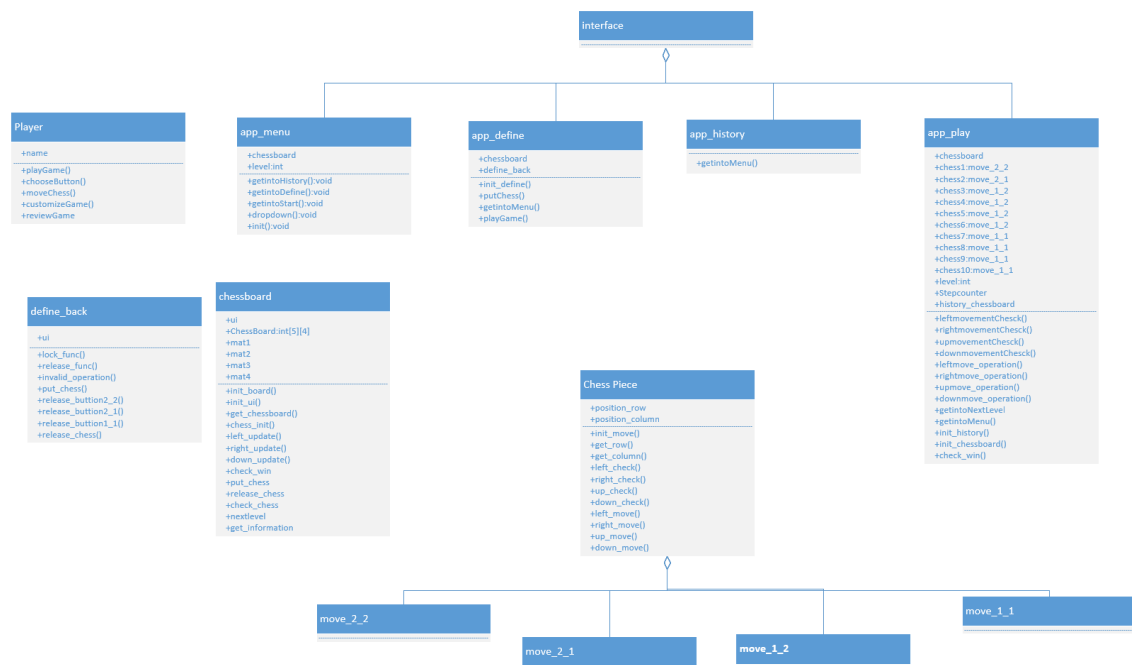 interface
Player
+name
+playGame()
+chooseButton()
+moveChess()
+customizeGame()
+reviewGame
app_menu
+chessboard
+level:int
+getintoHistory():void
+getintoDefine():void
+getintoStart():void
+dropdown():void
+init():void
app_define
+chessboard
+define_back
+init_define()
+putChess()
+getintoMenu()
+playGame()
app_history
+getintoMenu()
app_play
+chessboard
+chess1:move_2_2
+chess2:move_2_1
+chess3:move_1_2
+chess4:move_1_2
+chess5:move_1_2
+chess6:move_1_2
+chess7:move_1_1
+chess8:move_1_1
+chess9:move_1_1
+chess10:move_1_1
+level:int
+Stepcounter
+history_chessboard
+leftmovementChesck()
+rightmovementChesck()
+upmovementChesck()
+downmovementChesck()
+leftmove_operation()
+rightmove_operation()
+upmove_operation()
+downmove_operation()
+getintoNextLevel
+getintoMenu()
+init_history()
+init_chessboard()
+check_win()
define_back
+ui
+lock_func()
+release_func()
+invalid_operation()
+put_chess()
+release_buttion2_2()
+release_buttion2_1()
+release_buttion1_1()
+release_chess()
chessboard
+ui
+ChessBoard:int[5][4]
+mat1
+mat2
+mat3
+mat4
+init_board()
+init_ui()
+get_chessboard()
+chess_init()
+left_update()
+right_update()
+down_update()
+check_win
+put_chess
+release_chess
+check_chess
+nextlevel
+get_information
Chess Piece
+position_row
+position_column
+init_move()
+get_row()
+get_column()
+left_check()
+right_check()
+up_check()
+down_check()
+left_move()
+right_move()
+up_move()
+down_move()
move_2_2
move_2_1
move_1_2
move_1_1